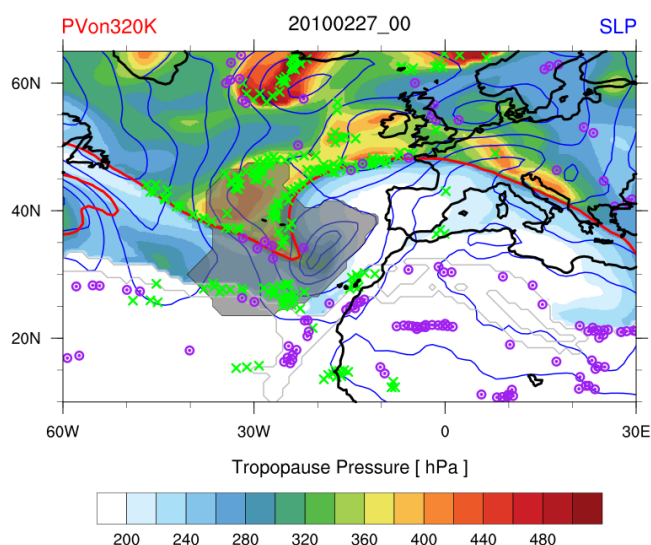 PVon320K 20100227_00 SLP
60N
40N
20N
60W 30W 0 30E
Tropopause Pressure [ hPa ]
200 240 280 320 360 400 440 480